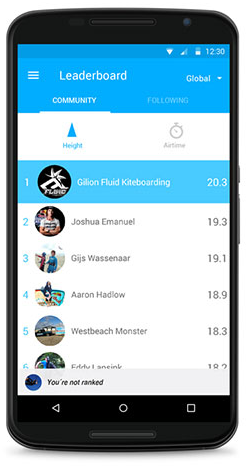 12:30
Leaderboard
Global
COMMUNITY
FOLLOWING
Height
Airtime
1 Gilion Fluid Kiteboarding 20.3
FLUID
2 Joshua Emanuel 19.3
3 Gijs Wassenaar 19.1
4 Aaron Hadlow 18.9
5 Westbeach Monster 18.3
6 Eddy Lansink 18.2
You're not ranked